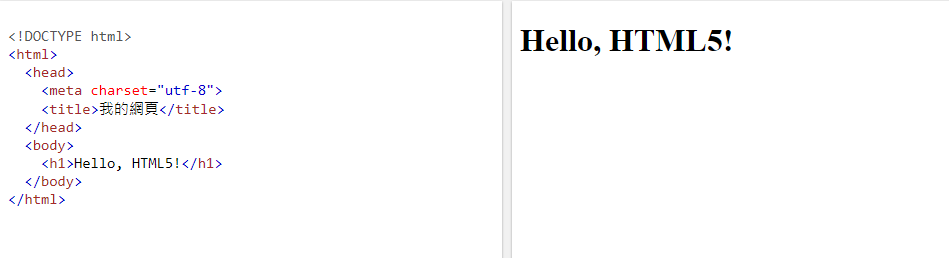 <!DOCTYPE html>
<html>
  <head>
    <meta charset="utf-8">
    <title>我的網頁</title>
  </head>
  <body>
    <h1>Hello, HTML5!</h1>
  </body>
</html>
Hello, HTML5!